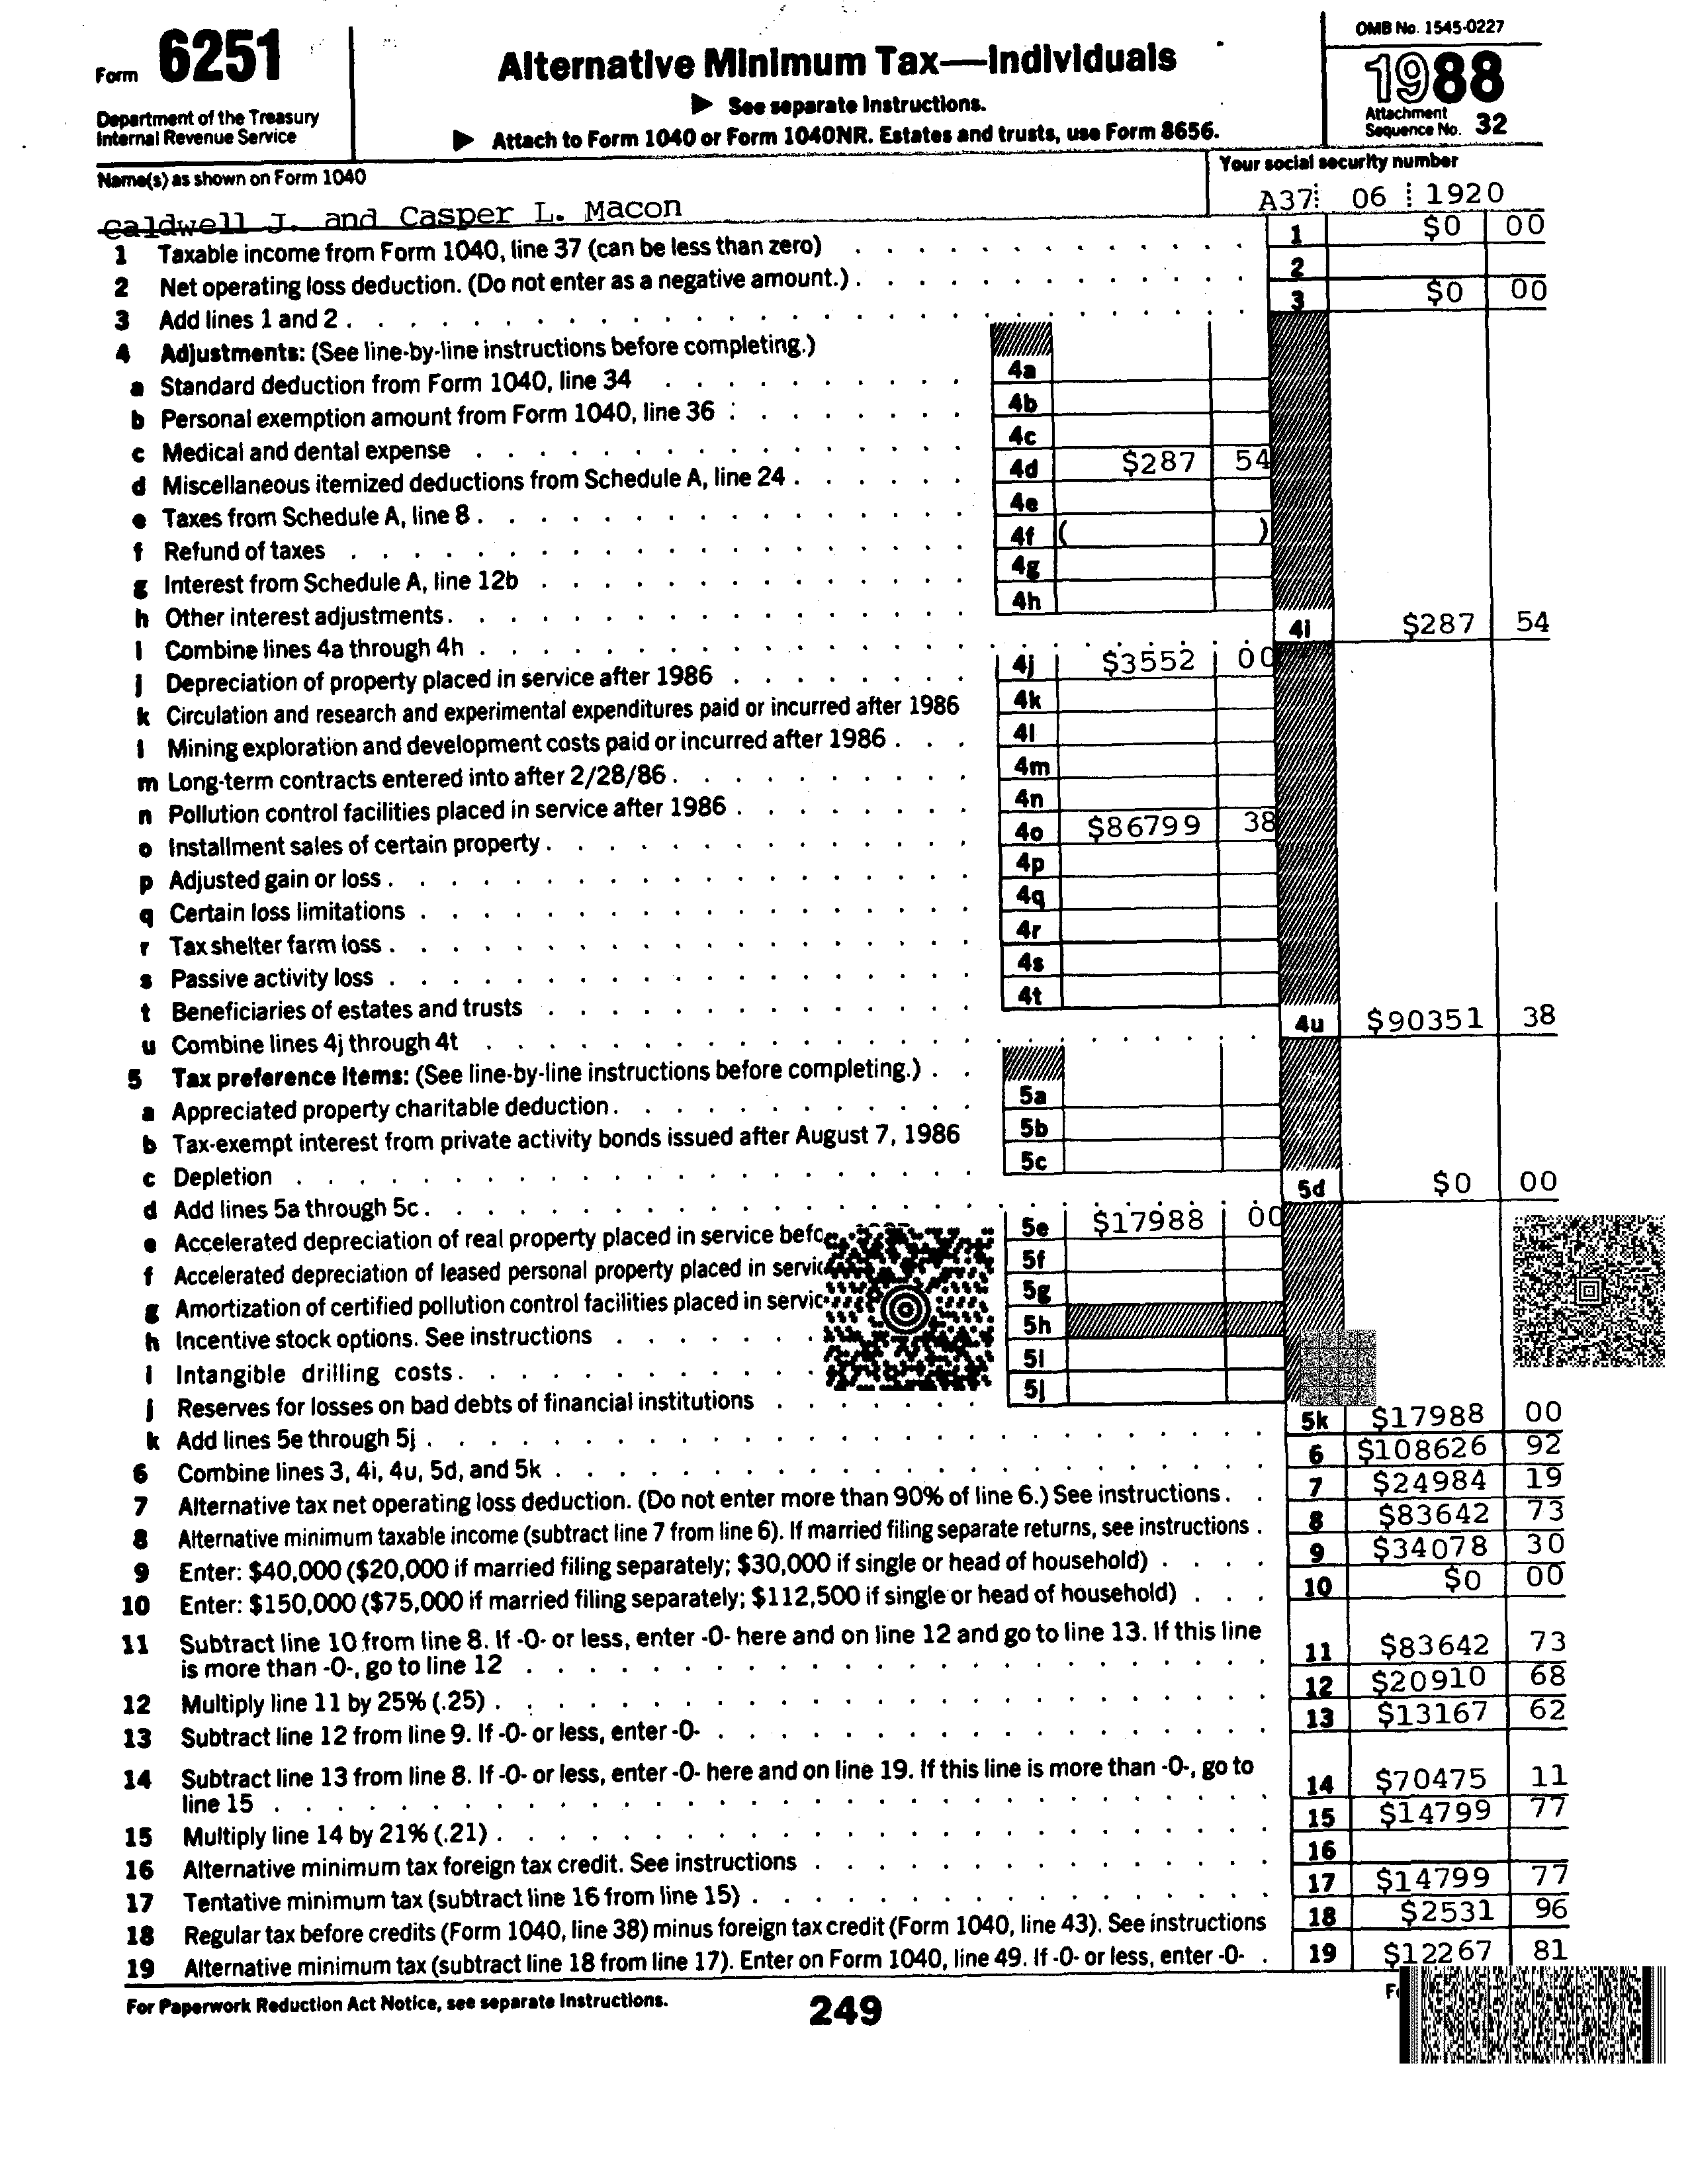 Form 6251
Department of the Treasury
Internal Revenue Service
Alternative Minimum Tax—Individuals
▶ See separate Instructions.
▶ Attach to Form 1040 or Form 1040NR. Estates and trusts, use Form 8656.
OMB No. 1545-0227
1988
Attachment
Sequence No. 32
Name(s) as shown on Form 1040
Your social security number
Caldwell J. and Casper L. Macon A37 06 1920
1 Taxable income from Form 1040, line 37 (can be less than zero) 1 $0 00
2 Net operating loss deduction. (Do not enter as a negative amount.) 2
3 Add lines 1 and 2 3 $0 00
4 Adjustments: (See line-by-line instructions before completing.)
a Standard deduction from Form 1040, line 34 4a
b Personal exemption amount from Form 1040, line 36 4b
c Medical and dental expense 4c
d Miscellaneous itemized deductions from Schedule A, line 24 4d $287 54
e Taxes from Schedule A, line 8 4e
f Refund of taxes 4f ( )
g Interest from Schedule A, line 12b 4g
h Other interest adjustments 4h
i Combine lines 4a through 4h 4i $287 54
j Depreciation of property placed in service after 1986 4j $3552 00
k Circulation and research and experimental expenditures paid or incurred after 1986 4k
l Mining exploration and development costs paid or incurred after 1986 4l
m Long-term contracts entered into after 2/28/86 4m
n Pollution control facilities placed in service after 1986 4n
o Installment sales of certain property 4o $86799 38
p Adjusted gain or loss 4p
q Certain loss limitations 4q
r Tax shelter farm loss 4r
s Passive activity loss 4s
t Beneficiaries of estates and trusts 4t
u Combine lines 4j through 4t 4u $90351 38
5 Tax preference items: (See line-by-line instructions before completing.)
a Appreciated property charitable deduction 5a
b Tax-exempt interest from private activity bonds issued after August 7, 1986 5b
c Depletion 5c
d Add lines 5a through 5c 5d $0 00
e Accelerated depreciation of real property placed in service 5e $17988 00
f Accelerated depreciation of leased personal property placed in 5f
g Amortization of certified pollution control facilities placed in 5g
h Incentive stock options. See instructions 5h
i Intangible drilling costs 5i
j Reserves for losses on bad debts of financial institutions 5j
k Add lines 5e through 5j 5k $17988 00
6 Combine lines 3, 4i, 4u, 5d, and 5k 6 $108626 92
7 Alternative tax net operating loss deduction. (Do not enter more than 90% of line 6.) See instructions 7 $24984 19
8 Alternative minimum taxable income (subtract line 7 from line 6). If married filing separate returns, see instructions 8 $83642 73
9 Enter: $40,000 ($20,000 if married filing separately; $30,000 if single or head of household) 9 $34078 30
10 Enter: $150,000 ($75,000 if married filing separately; $112,500 if single or head of household) 10 $0 00
11 Subtract line 10 from line 8. If -0- or less, enter -0- here and on line 12 and go to line 13. If this line
is more than -0-, go to line 12 11 $83642 73
12 Multiply line 11 by 25% (.25) 12 $20910 68
13 Subtract line 12 from line 9. If -0- or less, enter -0- 13 $13167 62
14 Subtract line 13 from line 8. If -0- or less, enter -0- here and on line 19. If this line is more than -0-, go to
line 15 14 $70475 11
15 Multiply line 14 by 21% (.21) 15 $14799 77
16 Alternative minimum tax foreign tax credit. See instructions 16
17 Tentative minimum tax (subtract line 16 from line 15) 17 $14799 77
18 Regular tax before credits (Form 1040, line 38) minus foreign tax credit (Form 1040, line 43). See instructions 18 $2531 96
19 Alternative minimum tax (subtract line 18 from line 17). Enter on Form 1040, line 49. If -0- or less, enter -0- 19 $12267 81
For Paperwork Reduction Act Notice, see separate Instructions.
249